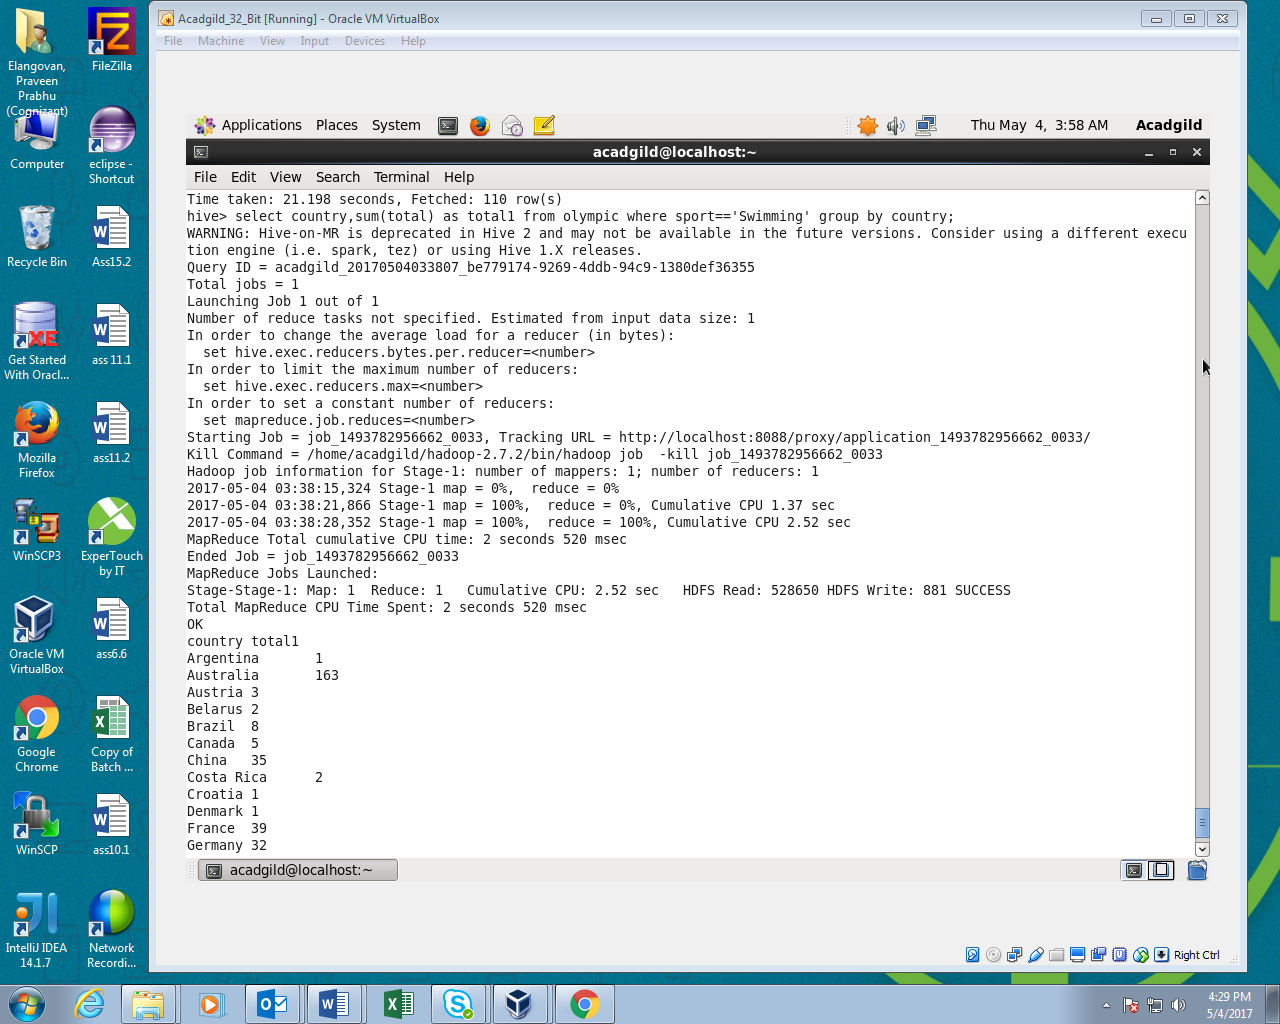 Acadgild_32_Bit [Running] - Oracle VM VirtualBox
File Machine View Input Devices Help
Applications Places System Thu May 4, 3:58 AM Acadgild
acadgild@localhost:~
File Edit View Search Terminal Help
Time taken: 21.198 seconds, Fetched: 110 row(s)
hive> select country,sum(total) as total1 from olympic where sport=='Swimming' group by country;
WARNING: Hive-on-MR is deprecated in Hive 2 and may not be available in the future versions. Consider using a different execu
tion engine (i.e. spark, tez) or using Hive 1.X releases.
Query ID = acadgild_20170504033807_be779174-9269-4ddb-94c9-1380def36355
Total jobs = 1
Launching Job 1 out of 1
Number of reduce tasks not specified. Estimated from input data size: 1
In order to change the average load for a reducer (in bytes):
  set hive.exec.reducers.bytes.per.reducer=<number>
In order to limit the maximum number of reducers:
  set hive.exec.reducers.max=<number>
In order to set a constant number of reducers:
  set mapreduce.job.reduces=<number>
Starting Job = job_1493782956662_0033, Tracking URL = http://localhost:8088/proxy/application_1493782956662_0033/
Kill Command = /home/acadgild/hadoop-2.7.2/bin/hadoop job  -kill job_1493782956662_0033
Hadoop job information for Stage-1: number of mappers: 1; number of reducers: 1
2017-05-04 03:38:15,324 Stage-1 map = 0%,  reduce = 0%
2017-05-04 03:38:21,866 Stage-1 map = 100%,  reduce = 0%, Cumulative CPU 1.37 sec
2017-05-04 03:38:28,352 Stage-1 map = 100%,  reduce = 100%, Cumulative CPU 2.52 sec
MapReduce Total cumulative CPU time: 2 seconds 520 msec
Ended Job = job_1493782956662_0033
MapReduce Jobs Launched:
Stage-Stage-1: Map: 1  Reduce: 1   Cumulative CPU: 2.52 sec   HDFS Read: 528650 HDFS Write: 881 SUCCESS
Total MapReduce CPU Time Spent: 2 seconds 520 msec
OK
country total1
Argentina 1
Australia 163
Austria 3
Belarus 2
Brazil 8
Canada 5
China 35
Costa Rica 2
Croatia 1
Denmark 1
France 39
Germany 32
acadgild@localhost:~
Right Ctrl
Elangovan,
Praveen
Prabhu
(Cognizant)
FileZilla
Computer
eclipse -
Shortcut
Recycle Bin
Ass15.2
XE
Get Started
With Oracl...
ass 11.1
Mozilla
Firefox
ass11.2
WinSCP3
ExperTouch
by IT
Oracle VM
VirtualBox
ass6.6
Google
Chrome
Copy of
Batch ...
WinSCP
ass10.1
IntelliJ IDEA
14.1.7
Network
Recordi...
4:29 PM
5/4/2017